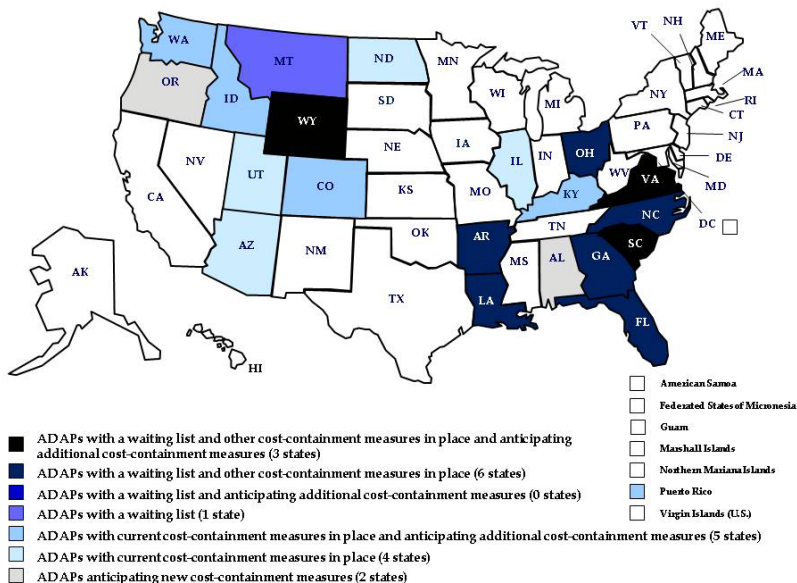 VT
NH
ME
WA
MT
ND
MN
OR
ID
WY
SD
WI
MI
NY
MA
RI
CT
NJ
PA
DE
MD
DC
NV
UT
CO
NE
IA
IL
IN
OH
WV
VA
KY
CA
AZ
NM
KS
MO
OK
AR
TN
NC
SC
MS
AL
GA
TX
LA
FL
AK
HI
American Samoa
Federated States of Micronesia
Guam
Marshall Islands
Northern Mariana Islands
Puerto Rico
Virgin Islands (U.S.)
ADAPs with a waiting list and other cost-containment measures in place and anticipating
additional cost-containment measures (3 states)
ADAPs with a waiting list and other cost-containment measures in place (6 states)
ADAPs with a waiting list and anticipating additional cost-containment measures (0 states)
ADAPs with a waiting list (1 state)
ADAPs with current cost-containment measures in place and anticipating additional cost-containment measures (5 states)
ADAPs with current cost-containment measures in place (4 states)
ADAPs anticipating new cost-containment measures (2 states)